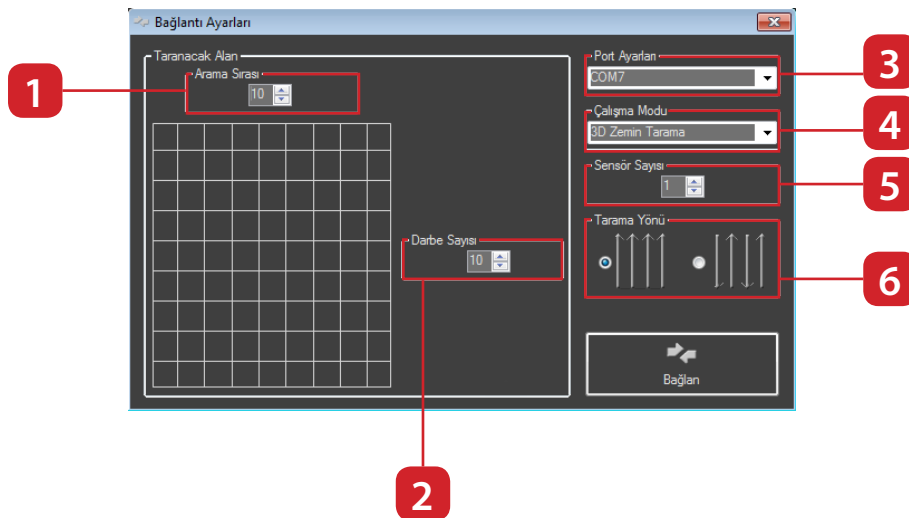 Bağlantı Ayarları
Taranacak Alan
Arama Sırası
10
1
Darbe Sayısı
10
2
Port Ayarları
COM7
3
Çalışma Modu
3D Zemin Tarama
4
Sensör Sayısı
1
5
Tarama Yönü
6
Bağlan